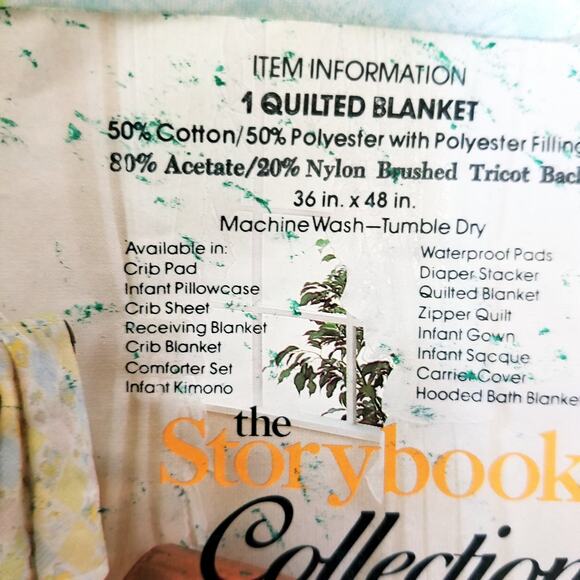 ITEM INFORMATION
1 QUILTED BLANKET
50% Cotton/50% Polyester with Polyester Filling
80% Acetate/20% Nylon Brushed Tricot Bac
36 in. x 48 in.
Machine Wash—Tumble Dry
Available in:
Crib Pad
Infant Pillowcase
Crib Sheet
Receiving Blanket
Crib Blanket
Comforter Set
Infant Kimono
Waterproof Pads
Diaper Stacker
Quilted Blanket
Zipper Quilt
Infant Gown
Infant Sacque
Carrier Cover
Hooded Bath Blanke
the
Storybook
Collection